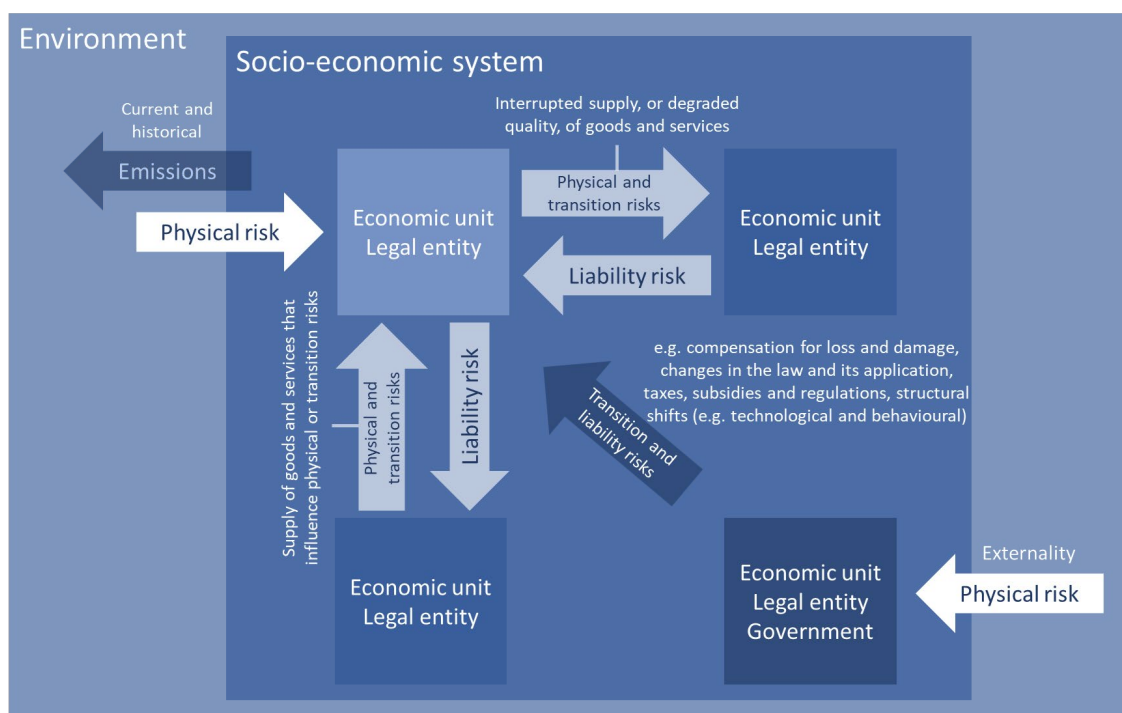 Environment
Socio-economic system
Current and
historical
Emissions
Physical risk
Economic unit
Legal entity
Interrupted supply, or degraded
quality, of goods and services
Physical and
transition risks
Liability risk
Economic unit
Legal entity
Supply of goods and services that
influence physical or transition risks
Physical and
transition risks
Liability risk
e.g. compensation for loss and damage,
changes in the law and its application,
taxes, subsidies and regulations, structural
shifts (e.g. technological and behavioural)
Transition and
liability risks
Economic unit
Legal entity
Economic unit
Legal entity
Government
Externality
Physical risk